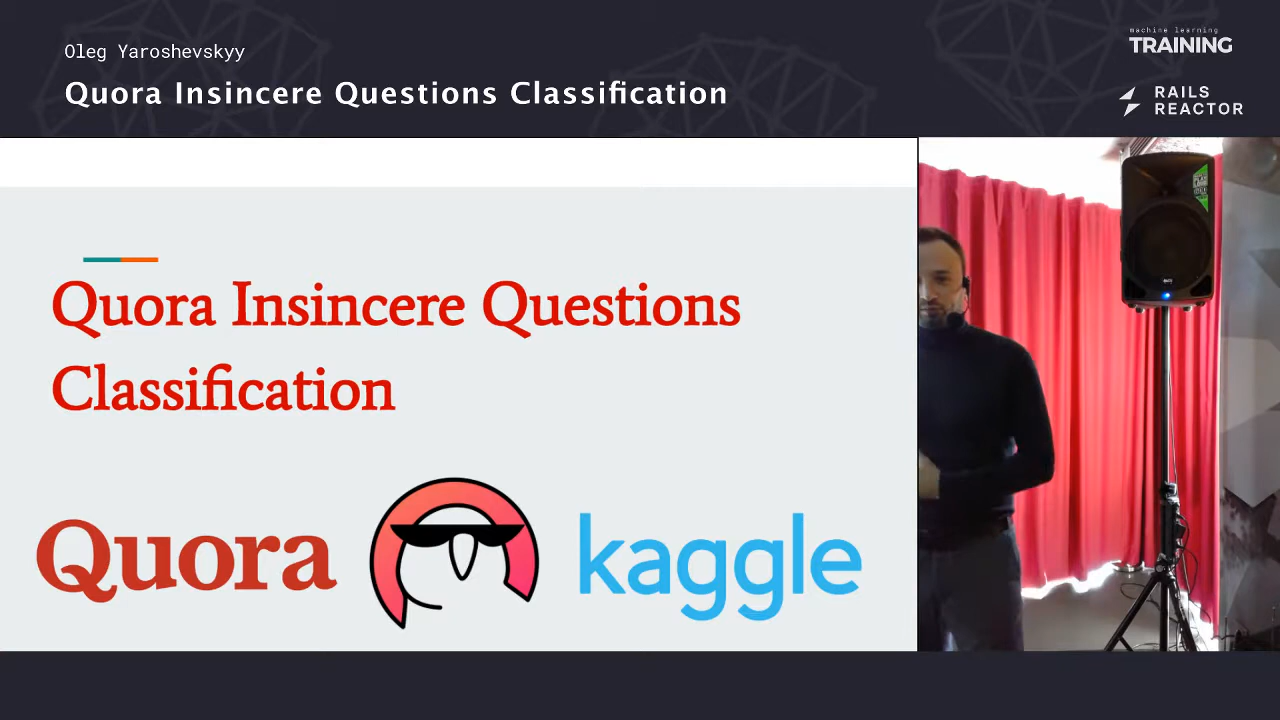 Oleg Yaroshevskyy
Quora Insincere Questions Classification
machine learning
TRAINING
RAILS
REACTOR
Quora Insincere Questions
Classification
Quora
kaggle